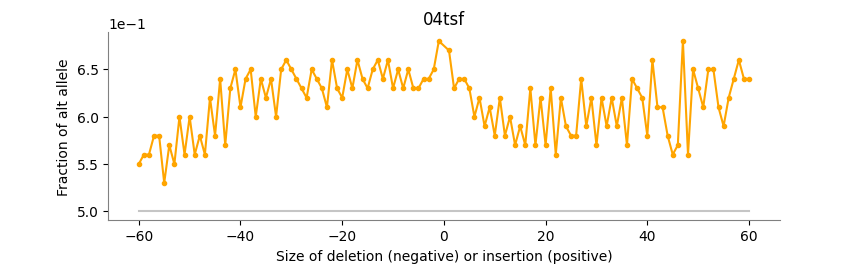 04tsf
1e−1
6.5
6.0
5.5
5.0
Fraction of alt allele
−60 −40 −20 0 20 40 60
Size of deletion (negative) or insertion (positive)